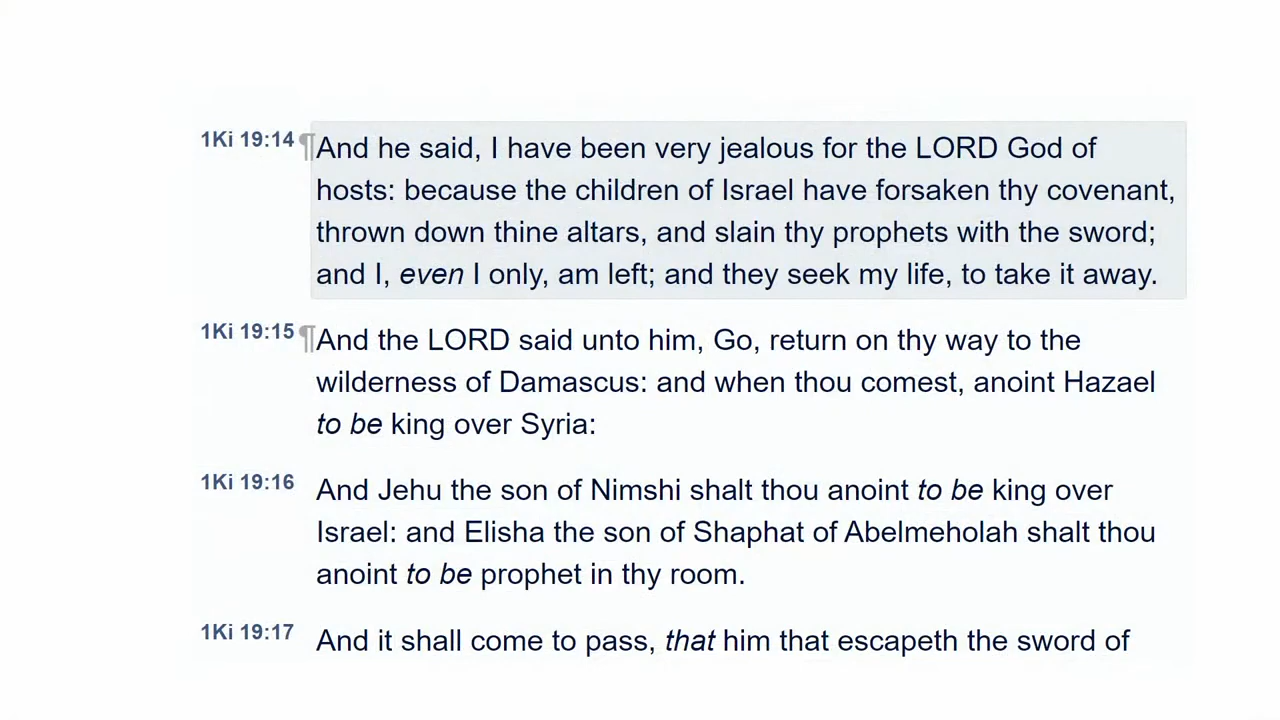 1Ki 19:14 ¶And he said, I have been very jealous for the LORD God of
hosts: because the children of Israel have forsaken thy covenant,
thrown down thine altars, and slain thy prophets with the sword;
and I, even I only, am left; and they seek my life, to take it away.
1Ki 19:15 ¶And the LORD said unto him, Go, return on thy way to the
wilderness of Damascus: and when thou comest, anoint Hazael
to be king over Syria:
1Ki 19:16 And Jehu the son of Nimshi shalt thou anoint to be king over
Israel: and Elisha the son of Shaphat of Abelmeholah shalt thou
anoint to be prophet in thy room.
1Ki 19:17 And it shall come to pass, that him that escapeth the sword of